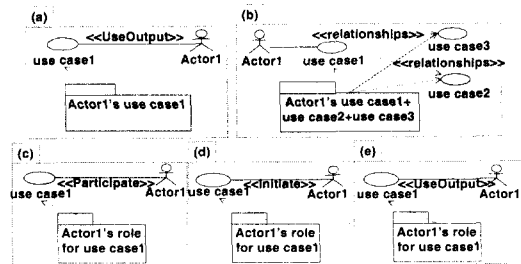 (a)
<<UseOutput>>
use case1
Actor1
Actor1's use case1
(b)
<<relationships>>
use case3
Actor1
use case1
<<relationships>>
use case2
Actor1's use case1+
use case2+use case3
(c)
<<Participate>>
use case1
Actor1
Actor1's role
for use case1
(d)
<<Initiate>>
use case1
Actor1
Actor1's role
for use case1
(e)
<<UseOutput>>
use case1
Actor1
Actor1's role
for use case1